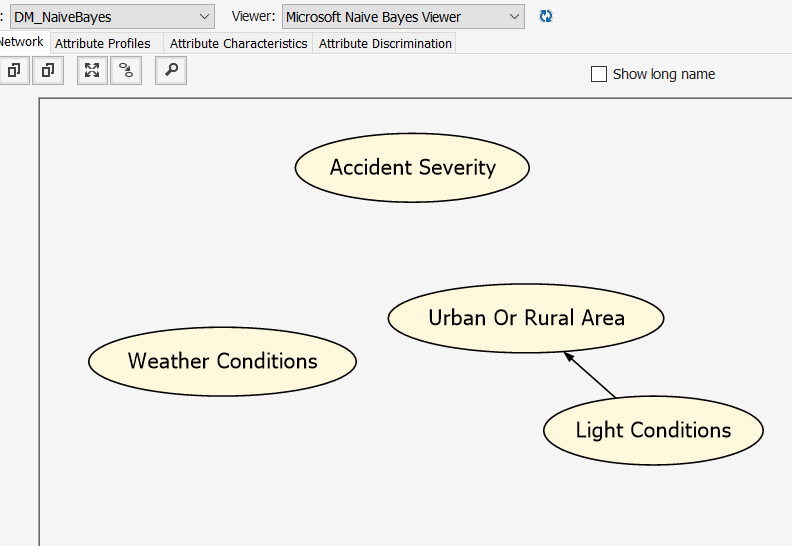 : DM_NaiveBayes Viewer: Microsoft Naive Bayes Viewer
Network Attribute Profiles Attribute Characteristics Attribute Discrimination
Show long name
Accident Severity
Urban Or Rural Area
Weather Conditions
Light Conditions